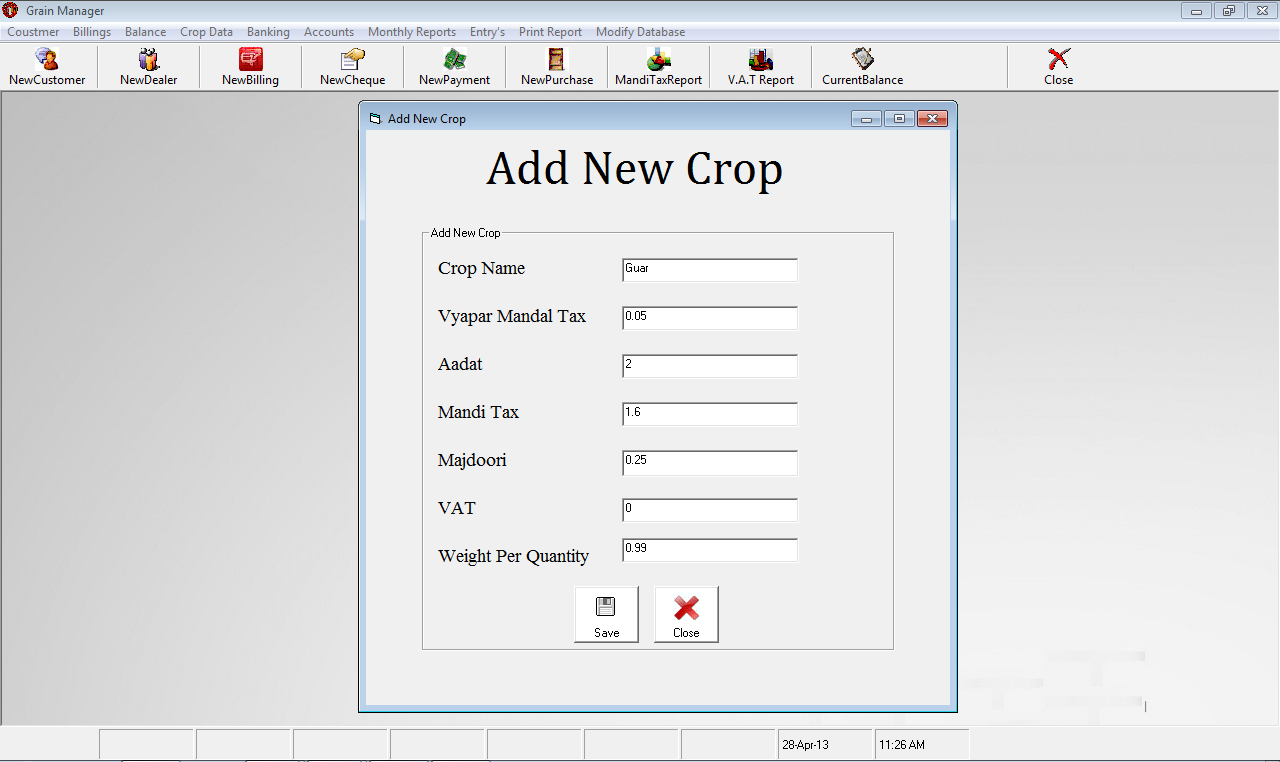 Grain Manager
Coustmer Billings Balance Crop Data Banking Accounts Monthly Reports Entry's Print Report Modify Database
NewCustomer NewDealer NewBilling NewCheque NewPayment NewPurchase MandiTaxReport V.A.T Report CurrentBalance Close
Add New Crop
Add New Crop
Add New Crop
Crop Name Guar
Vyapar Mandal Tax 0.05
Aadat 2
Mandi Tax 1.6
Majdoori 0.25
VAT 0
Weight Per Quantity 0.99
Save Close
28-Apr-13 11:26 AM